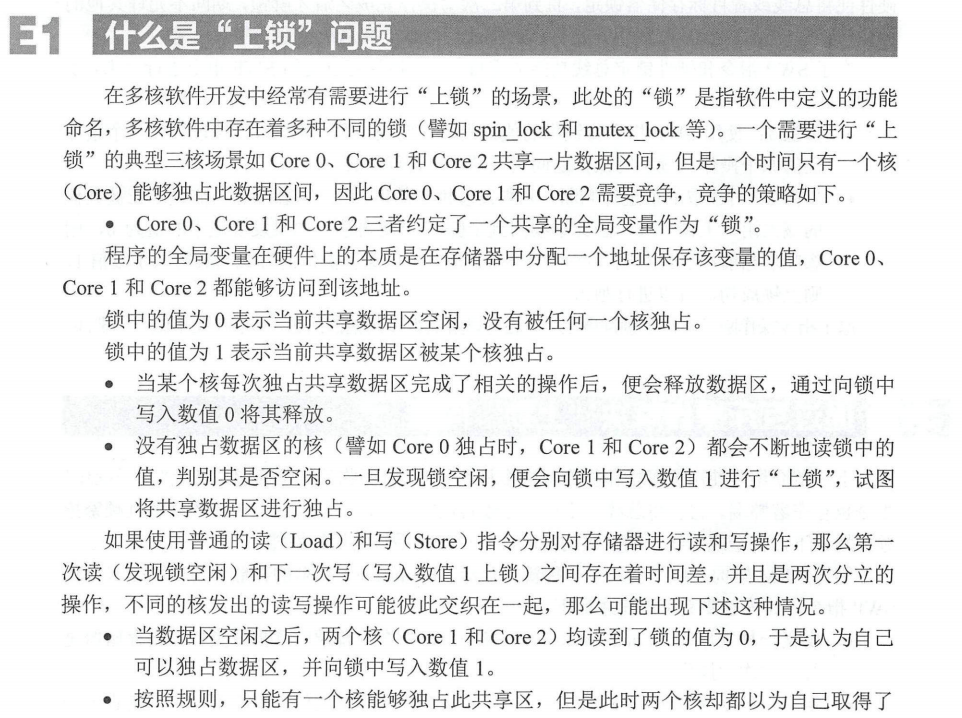 E1 什么是“上锁”问题
在多核软件开发中经常有需要进行“上锁”的场景，此处的“锁”是指软件中定义的功能
命名，多核软件中存在着多种不同的锁（譬如 spin_lock 和 mutex_lock 等）。一个需要进行“上
锁”的典型三核场景如 Core 0、Core 1 和 Core 2 共享一片数据区间，但是一个时间只有一个核
（Core）能够独占此数据区间，因此 Core 0、Core 1 和 Core 2 需要竞争，竞争的策略如下。
• Core 0、Core 1 和 Core 2 三者约定了一个共享的全局变量作为“锁”。
程序的全局变量在硬件上的本质是在存储器中分配一个地址保存该变量的值，Core 0、
Core 1 和 Core 2 都能够访问到该地址。
锁中的值为 0 表示当前共享数据区空闲，没有被任何一个核独占。
锁中的值为 1 表示当前共享数据区被某个核独占。
• 当某个核每次独占共享数据区完成了相关的操作后，便会释放数据区，通过向锁中
写入数值 0 将其释放。
• 没有独占数据区的核（譬如 Core 0 独占时，Core 1 和 Core 2）都会不断地读锁中的
值，判别其是否空闲。一旦发现锁空闲，便会向锁中写入数值 1 进行“上锁”，试图
将共享数据区进行独占。
如果使用普通的读（Load）和写（Store）指令分别对存储器进行读和写操作，那么第一
次读（发现锁空闲）和下一次写（写入数值 1 上锁）之间存在着时间差，并且是两次分立的
操作，不同的核发出的读写操作可能彼此交织在一起，那么可能出现下述这种情况。
• 当数据区空闲之后，两个核（Core 1 和 Core 2）均读到了锁的值为 0，于是认为自己
可以独占数据区，并向锁中写入数值 1。
• 按照规则，只能有一个核能够独占此共享区，但是此时两个核却都以为自己取得了